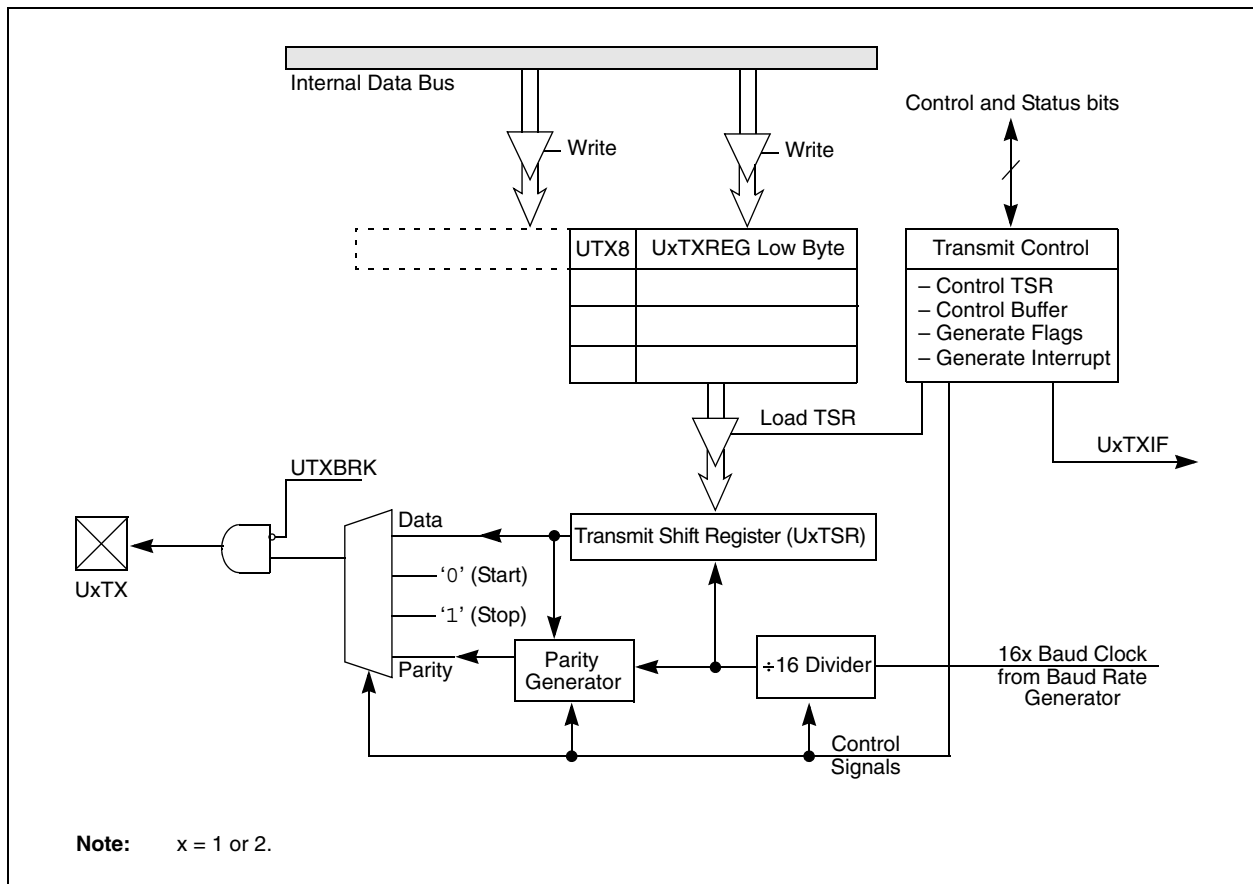 Internal Data Bus
Control and Status bits
Write
Write
UTX8
UxTXREG Low Byte
Transmit Control
– Control TSR
– Control Buffer
– Generate Flags
– Generate Interrupt
Load TSR
UxTXIF
UTXBRK
Data
Transmit Shift Register (UxTSR)
UxTX
‘0’ (Start)
‘1’ (Stop)
Parity
Parity
Generator
÷16 Divider
16x Baud Clock
from Baud Rate
Generator
Control
Signals
Note: x = 1 or 2.